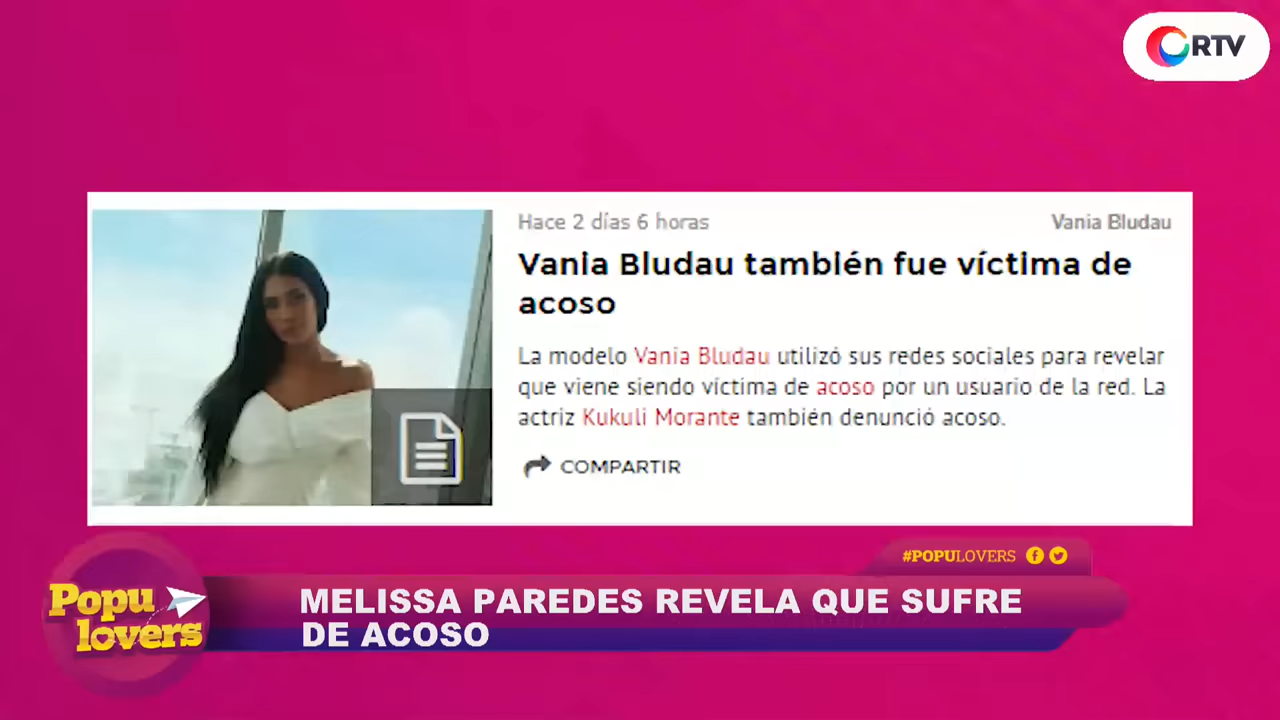 RTV
Hace 2 días 6 horas
Vania Bludau
Vania Bludau también fue víctima de
acoso
La modelo Vania Bludau utilizó sus redes sociales para revelar
que viene siendo víctima de acoso por un usuario de la red. La
actriz Kukuli Morante también denunció acoso.
COMPARTIR
#POPULOVERS
Popu
lovers
MELISSA PAREDES REVELA QUE SUFRE
DE ACOSO